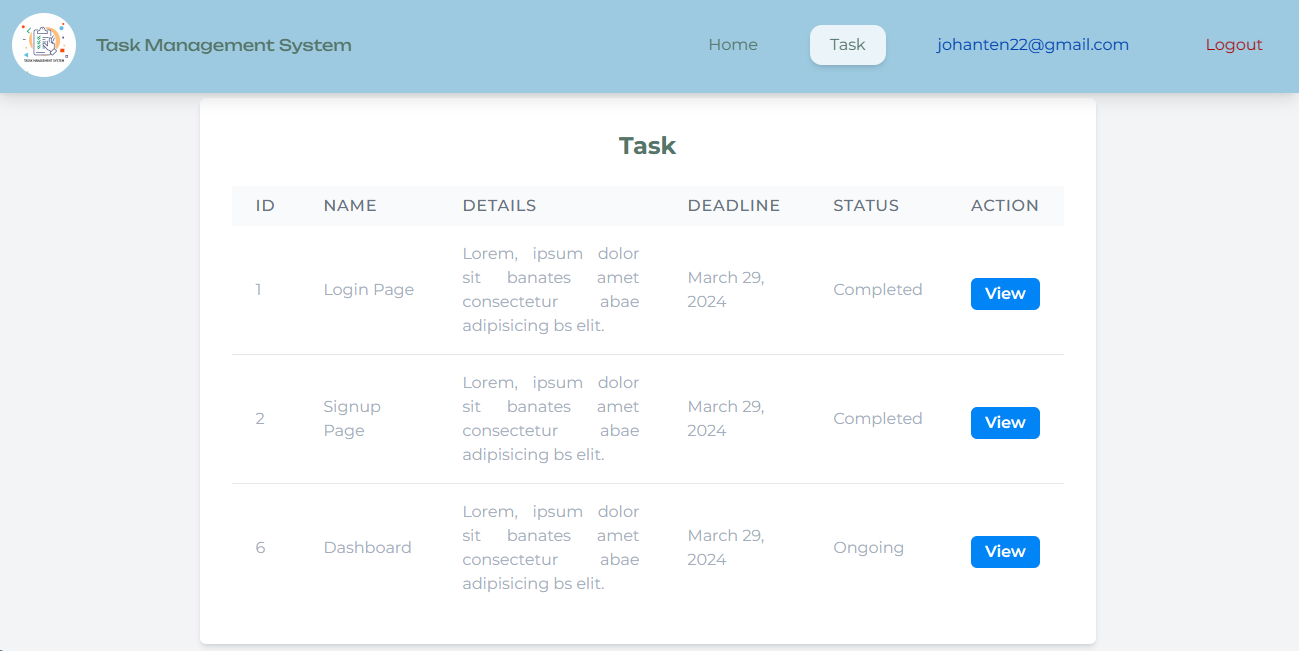 TASK MANAGEMENT SYSTEM
Task Management System
Home
Task
johanten22@gmail.com
Logout
Task
ID NAME DETAILS DEADLINE STATUS ACTION
1
Login Page
Lorem, ipsum dolor
sit banates amet
consectetur abae
adipisicing bs elit.
March 29,
2024
Completed
View
2
Signup
Page
Lorem, ipsum dolor
sit banates amet
consectetur abae
adipisicing bs elit.
March 29,
2024
Completed
View
6
Dashboard
Lorem, ipsum dolor
sit banates amet
consectetur abae
adipisicing bs elit.
March 29,
2024
Ongoing
View